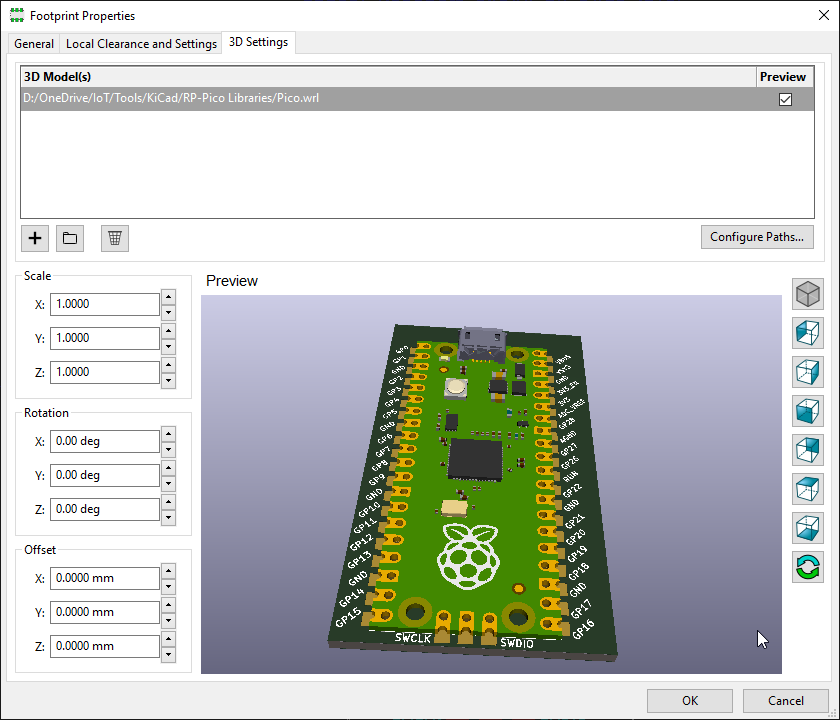 Footprint Properties
General
Local Clearance and Settings
3D Settings
3D Model(s)
Preview
D:/OneDrive/IoT/Tools/KiCad/RP-Pico Libraries/Pico.wrl
Configure Paths...
Scale
X: 1.0000
Y: 1.0000
Z: 1.0000
Rotation
X: 0.00 deg
Y: 0.00 deg
Z: 0.00 deg
Offset
X: 0.0000 mm
Y: 0.0000 mm
Z: 0.0000 mm
Preview
GP0
GP1
GND
GP2
GP3
GP4
GP5
GND
GP6
GP7
GP8
GP9
GND
GP10
GP11
GP12
GP13
GND
GP14
GP15
GND
3V3
GP28
AGND
GP27
GP26
RUN
GP22
GND
GP21
GP20
GP19
GP18
GND
GP17
GP16
SWCLK
SWDIO
OK
Cancel